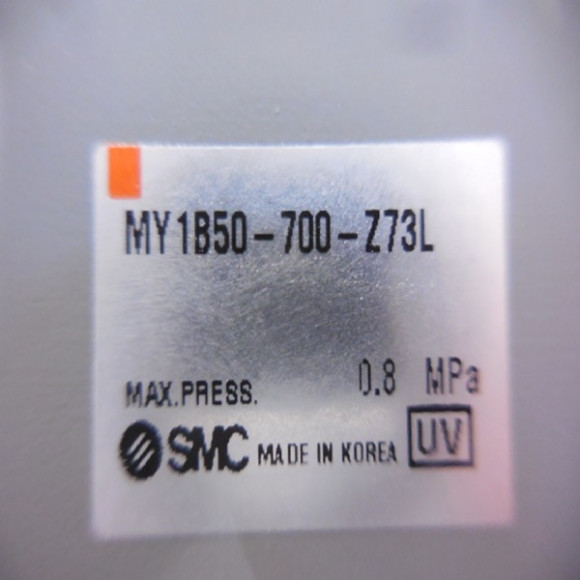 MY1B50-700-Z73L
MAX.PRESS. 0.8 MPa
SMC MADE IN KOREA UV